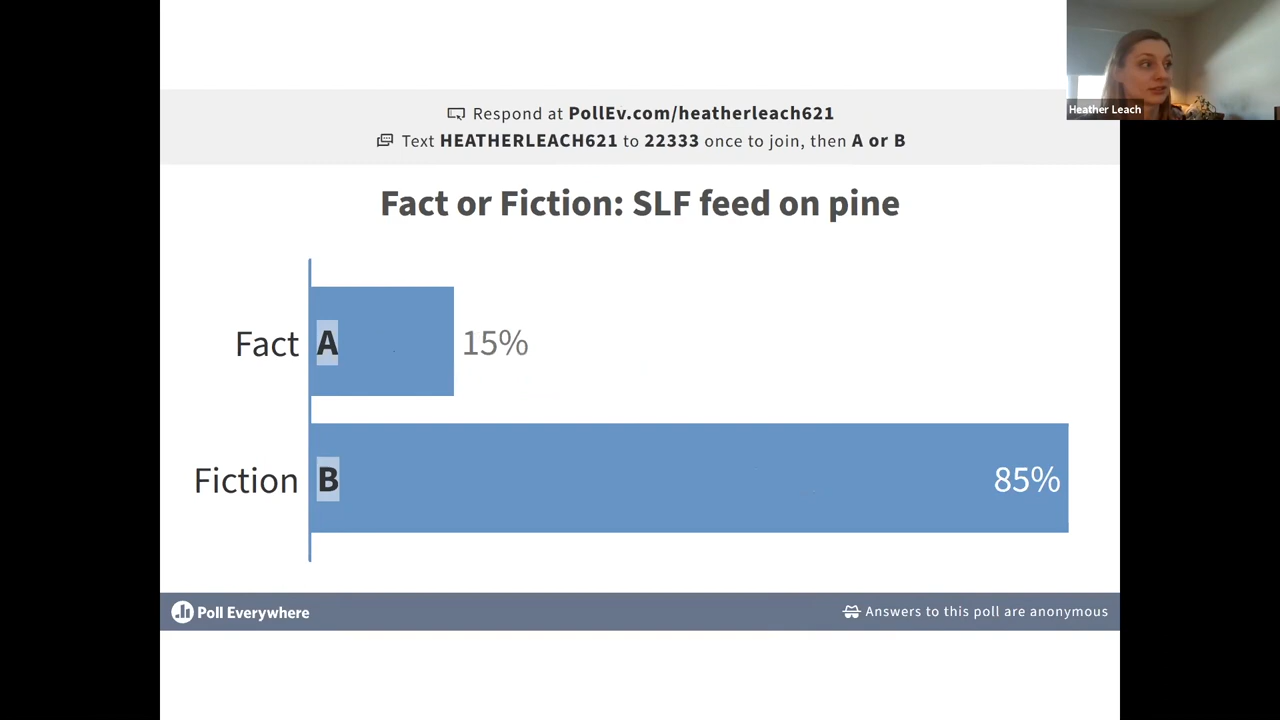 Heather Leach
Respond at PollEv.com/heatherleach621
Text HEATHERLEACH621 to 22333 once to join, then A or B
Fact or Fiction: SLF feed on pine
Fact A 15%
Fiction B 85%
Poll Everywhere
Answers to this poll are anonymous